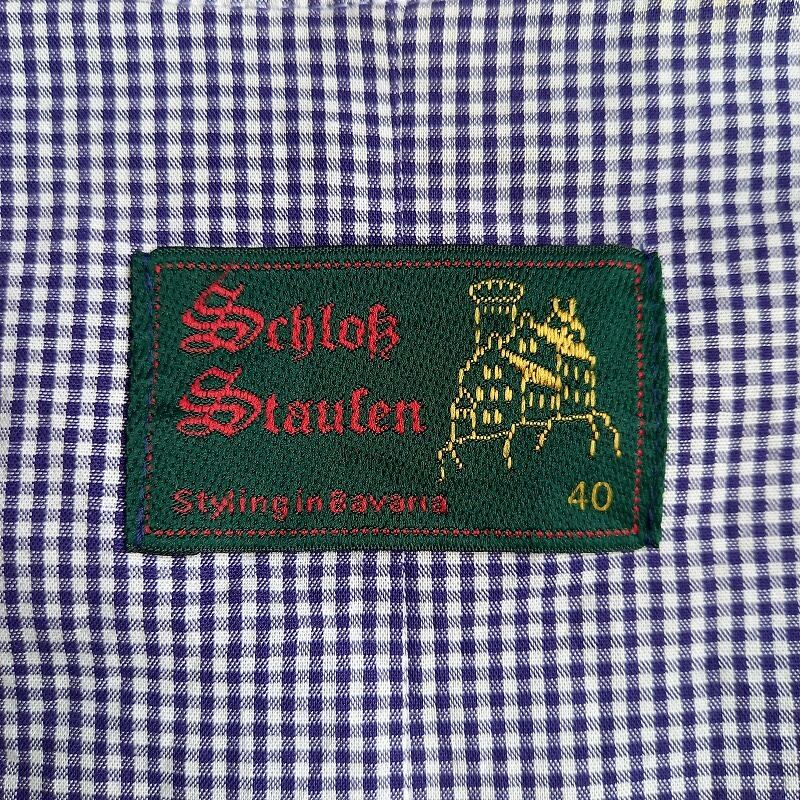 Schloß
Staufen
Styling in Bavaria
40